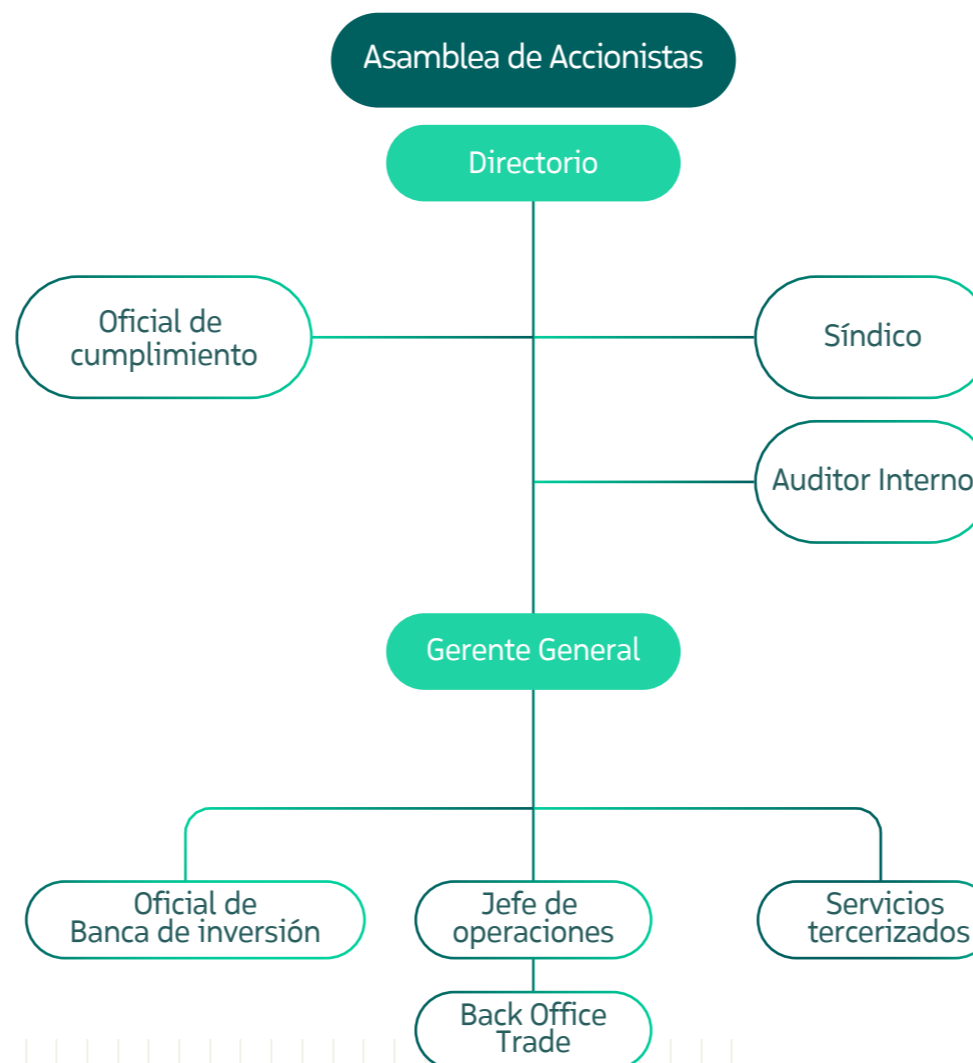 Asamblea de Accionistas
Directorio
Oficial de
cumplimiento
Síndico
Auditor Interno
Gerente General
Oficial de
Banca de inversión
Jefe de
operaciones
Servicios
tercerizados
Back Office
Trade